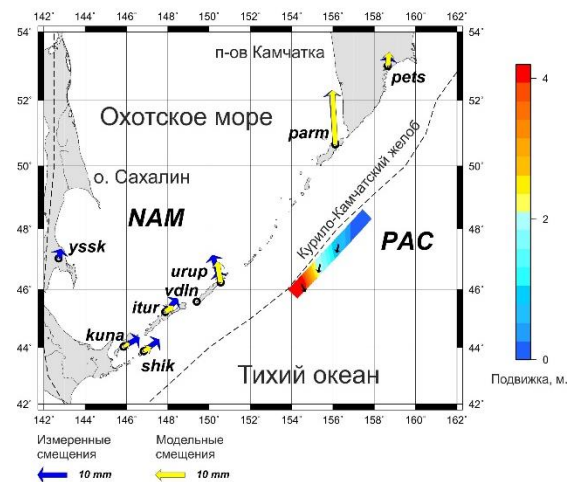 142˚ 144˚ 146˚ 148˚ 150˚ 152˚ 154˚ 156˚ 158˚ 160˚ 162˚
54˚ 54˚
п-ов Камчатка
pets
52˚ 52˚
Охотское море
parm
50˚ 50˚
о. Сахалин
Курило-Камчатский желоб
48˚ 48˚
NAM
PAC
yssk
urup
vdln
46˚ 46˚
itur
kuna
44˚ 44˚
shik
Тихий океан
42˚ 42˚
142˚ 144˚ 146˚ 148˚ 150˚ 152˚ 154˚ 156˚ 158˚ 160˚ 162˚
4
2
0
Подвижка, м.
Измеренные смещения
10 mm
Модельные смещения
10 mm